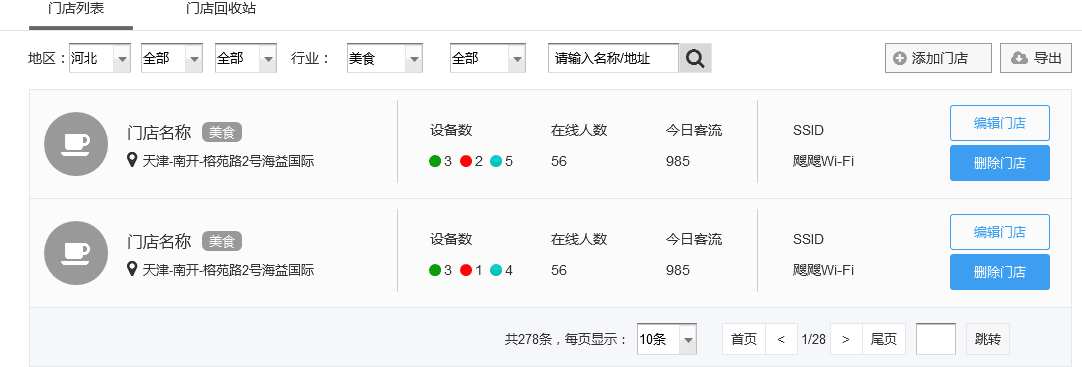 门店列表 门店回收站
地区： 河北 全部 全部 行业： 美食 全部 请输入名称/地址 添加门店 导出
门店名称 美食 设备数 在线人数 今日客流 SSID 编辑门店
天津-南开-榕苑路2号海益国际 3 2 5 56 985 飕飕Wi-Fi 删除门店
门店名称 美食 设备数 在线人数 今日客流 SSID 编辑门店
天津-南开-榕苑路2号海益国际 3 1 4 56 985 飕飕Wi-Fi 删除门店
共278条，每页显示： 10条 首页 < 1/28 > 尾页 跳转